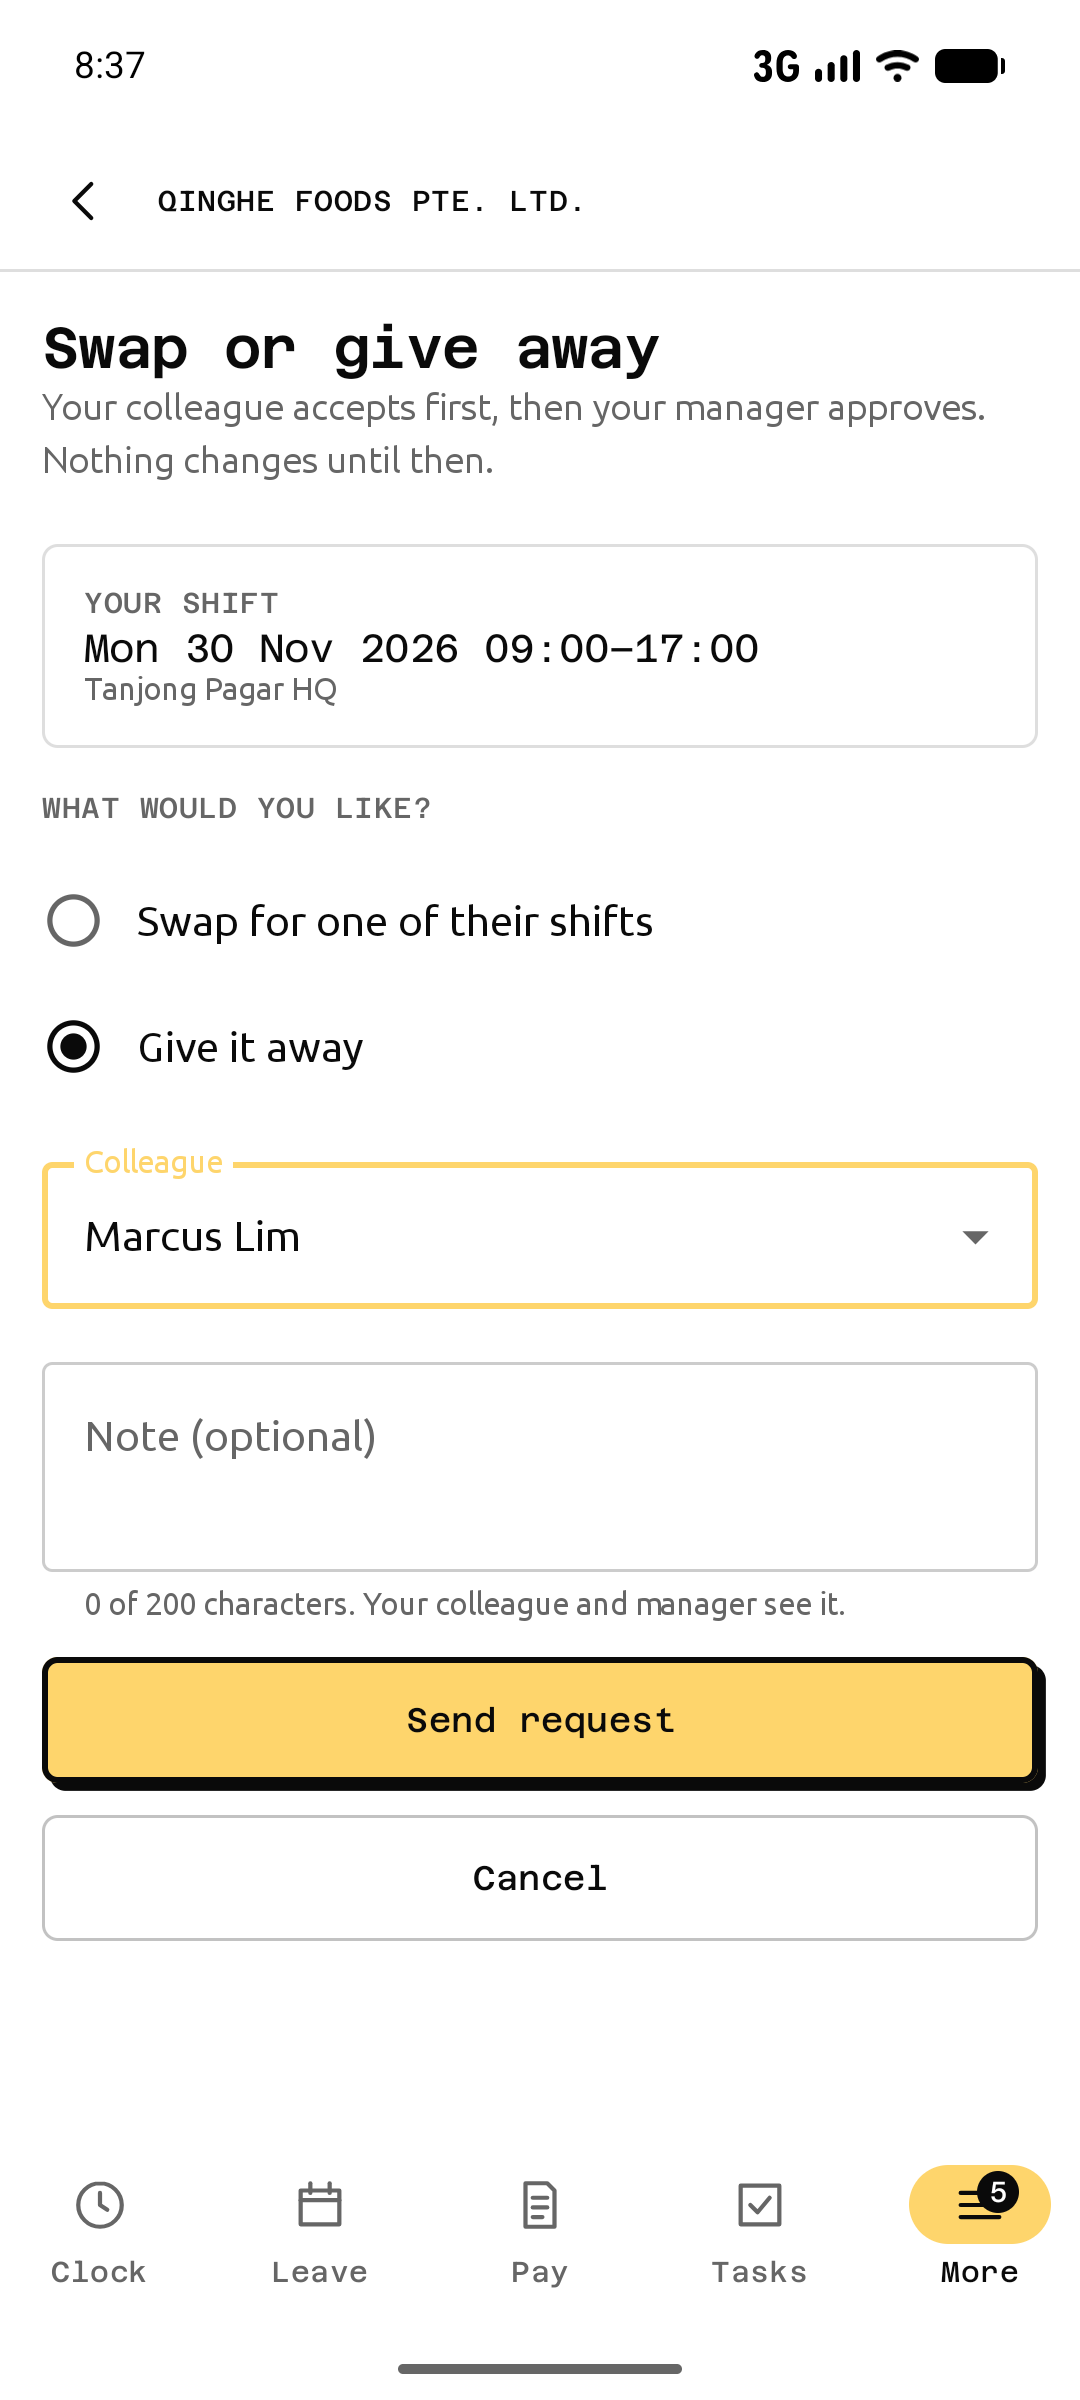 8:37
3G
QINGHE FOODS PTE. LTD.
Swap or give away
Your colleague accepts first, then your manager approves.
Nothing changes until then.
YOUR SHIFT
Mon 30 Nov 2026 09:00–17:00
Tanjong Pagar HQ
WHAT WOULD YOU LIKE?
Swap for one of their shifts
Give it away
Colleague
Marcus Lim
Note (optional)
0 of 200 characters. Your colleague and manager see it.
Send request
Cancel
5
Clock
Leave
Pay
Tasks
More